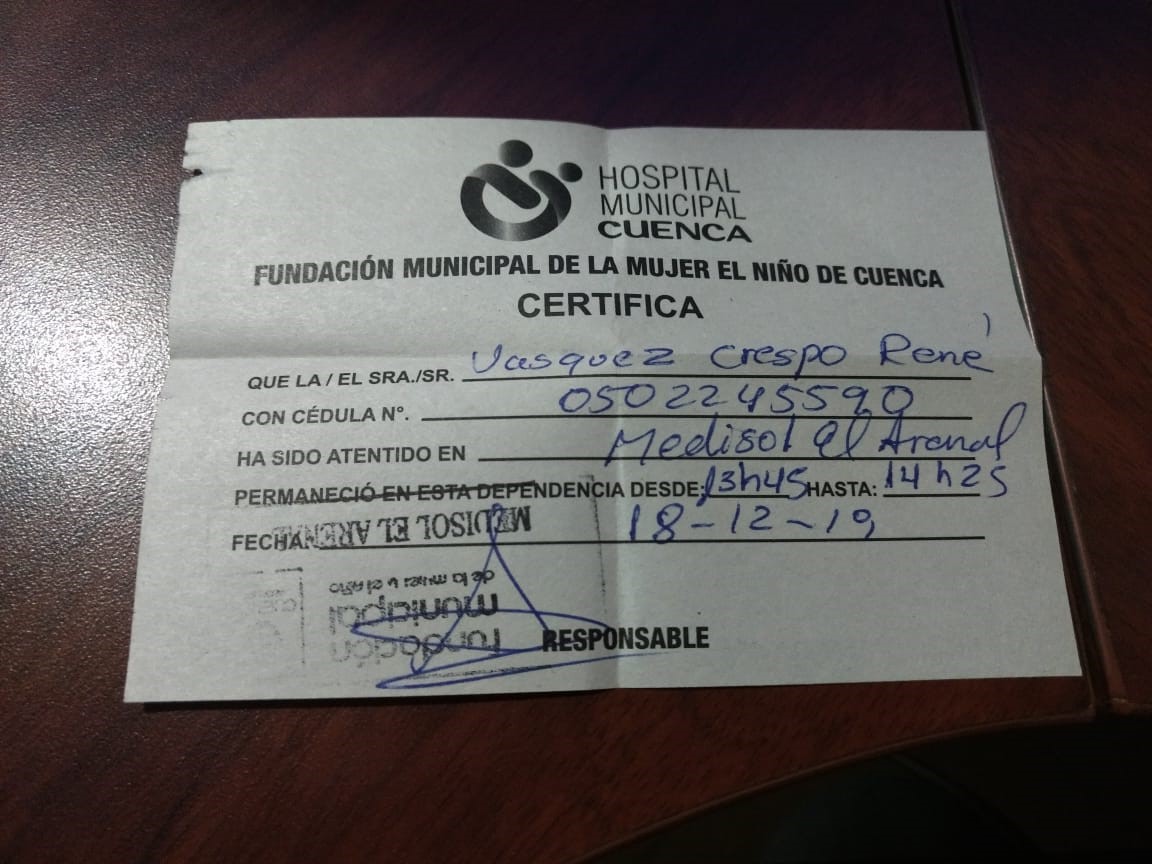 HOSPITAL
MUNICIPAL
CUENCA
FUNDACIÓN MUNICIPAL DE LA MUJER EL NIÑO DE CUENCA
CERTIFICA
QUE LA / EL SRA./SR. Vasquez Crespo René
CON CÉDULA N°. 0502245590
HA SIDO ATENTIDO EN Medisol El Arenal
PERMANECIÓ EN ESTA DEPENDENCIA DESDE: 13h45 HASTA: 14h25
FECHA 18-12-19
MEDISOL EL ARENAL
de la mujer y el niño
municipal
fundación
RESPONSABLE